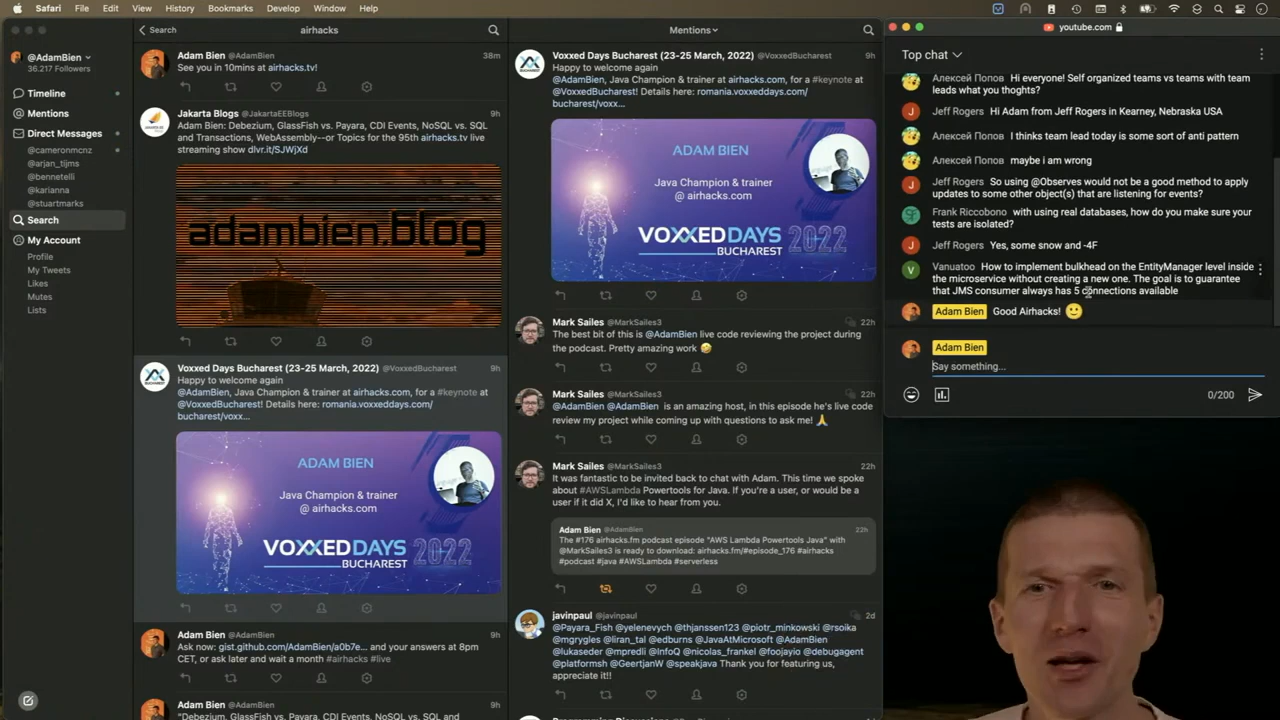 Safari File Edit View History Bookmarks Develop Window Help
@AdamBien
36.217 Followers
Timeline
Mentions
Direct Messages
@cameronmcnz
@arjan_tijms
@bennetelli
@karianna
@stuartmarks
Search
My Account
Profile
My Tweets
Likes
Mutes
Lists
Search
airhacks
Adam Bien @AdamBien 38m
See you in 10mins at airhacks.tv!
Jakarta Blogs @JakartaEEBlogs 9h
Adam Bien: Debezium, GlassFish vs. Payara, CDI Events, NoSQL vs. SQL
and Transactions, WebAssembly--or Topics for the 95th airhacks.tv live
streaming show dlvr.it/SJWjXd
adambien.blog
Voxxed Days Bucharest (23-25 March, 2022) @VoxxedBucharest 9h
Happy to welcome again
@AdamBien, Java Champion & trainer at airhacks.com, for a #keynote at
@VoxxedBucharest! Details here: romania.voxxeddays.com/
bucharest/voxx…
ADAM BIEN
Java Champion & trainer
@ airhacks.com
VOXXED DAYS 2022
BUCHAREST
Adam Bien @AdamBien 9h
Ask now: gist.github.com/AdamBien/a0b7e… and your answers at 8pm
CET, or ask later and wait a month #airhacks #live
Adam Bien @AdamBien 9h
"Debezium, GlassFish vs. Payara, CDI Events, NoSQL vs. SQL and
Mentions
Voxxed Days Bucharest (23-25 March, 2022) @VoxxedBucharest 9h
Happy to welcome again
@AdamBien, Java Champion & trainer at airhacks.com, for a #keynote at
@VoxxedBucharest! Details here: romania.voxxeddays.com/
bucharest/voxx…
ADAM BIEN
Java Champion & trainer
@ airhacks.com
VOXXED DAYS 2022
BUCHAREST
Mark Sailes @MarkSailes3 22h
The best bit of this is @AdamBien live code reviewing the project during
the podcast. Pretty amazing work 🤣
Mark Sailes @MarkSailes3 22h
@AdamBien @AdamBien is an amazing host, in this episode he's live code
review my project while coming up with questions to ask me! 🙏
Mark Sailes @MarkSailes3 22h
It was fantastic to be invited back to chat with Adam. This time we spoke
about #AWSLambda Powertools for Java. If you're a user, or would be a
user if it did X, I'd like to hear from you.
Adam Bien @AdamBien 22h
The #176 airhacks.fm podcast episode "AWS Lambda Powertools Java" with
@MarkSailes3 is ready to download: airhacks.fm/#episode_176 #airhacks
#podcast #java #AWSLambda #serverless
javinpaul @javinpaul 2d
@Payara_Fish @yelenevych @thjanssen123 @piotr_minkowski @rsoika
@mgrygles @liran_tal @edburns @JavaAtMicrosoft @AdamBien
@lukaseder @mpredli @InfoQ @nicolas_frankel @foojayio @debugagent
@platformsh @GeertjanW @speakjava Thank you for featuring us,
appreciate it!!
youtube.com
Top chat
Алексей Попов Hi everyone! Self organized teams vs teams with team
leads what you thoghts?
Jeff Rogers Hi Adam from Jeff Rogers in Kearney, Nebraska USA
Алексей Попов I thinks team lead today is some sort of anti pattern
Алексей Попов maybe i am wrong
Jeff Rogers So using @Observes would not be a good method to apply
updates to some other object(s) that are listening for events?
Frank Riccobono with using real databases, how do you make sure your
tests are isolated?
Jeff Rogers Yes, some snow and -4F
Vanuatoo How to implement bulkhead on the EntityManager level inside
the microservice without creating a new one. The goal is to guarantee
that JMS consumer always has 5 connections available
Adam Bien Good Airhacks! 🙂
Adam Bien
Say something...
0/200